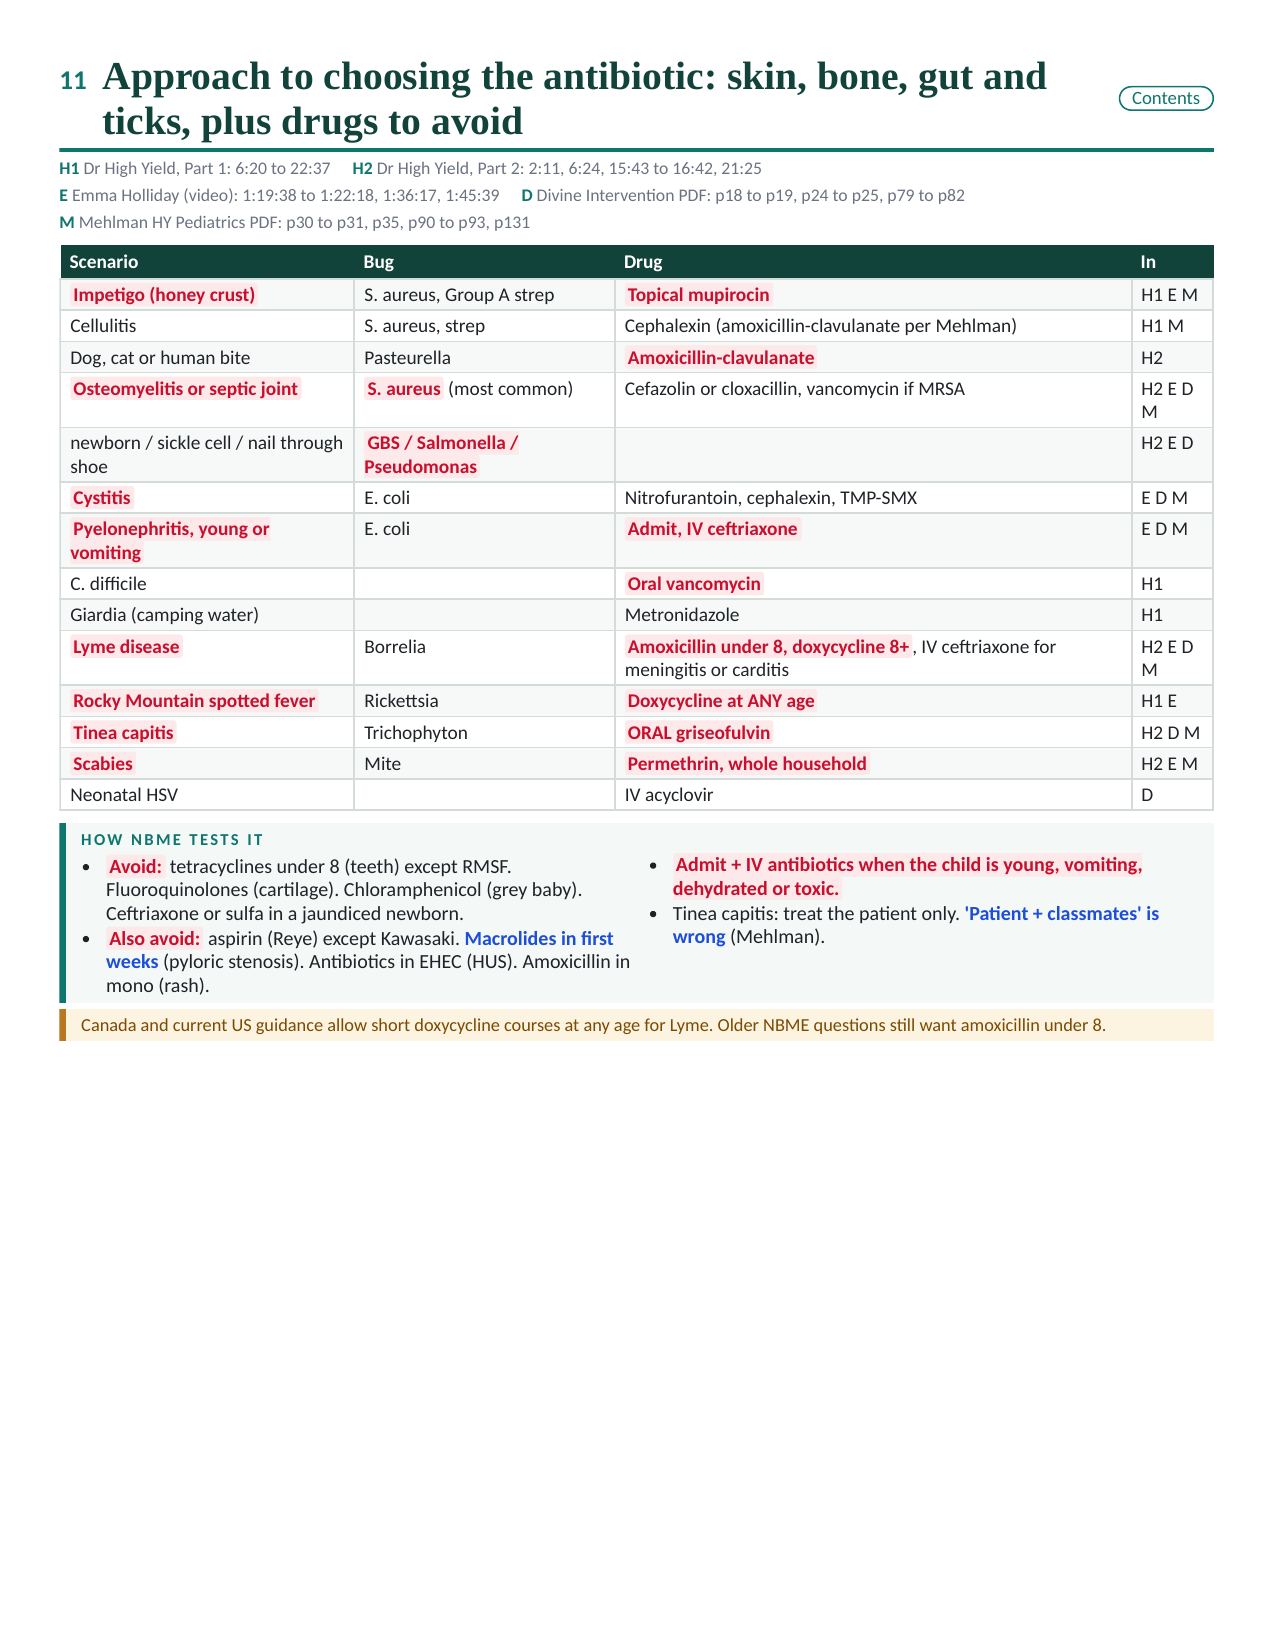 11 Approach to choosing the antibiotic: skin, bone, gut and
ticks, plus drugs to avoid
Contents
H1 Dr High Yield, Part 1: 6:20 to 22:37 H2 Dr High Yield, Part 2: 2:11, 6:24, 15:43 to 16:42, 21:25
E Emma Holliday (video): 1:19:38 to 1:22:18, 1:36:17, 1:45:39 D Divine Intervention PDF: p18 to p19, p24 to p25, p79 to p82
M Mehlman HY Pediatrics PDF: p30 to p31, p35, p90 to p93, p131
Scenario Bug Drug In
Impetigo (honey crust) S. aureus, Group A strep Topical mupirocin H1 E M
Cellulitis S. aureus, strep Cephalexin (amoxicillin-clavulanate per Mehlman) H1 M
Dog, cat or human bite Pasteurella Amoxicillin-clavulanate H2
Osteomyelitis or septic joint S. aureus (most common) Cefazolin or cloxacillin, vancomycin if MRSA H2 E D
M
newborn / sickle cell / nail through GBS / Salmonella / H2 E D
shoe Pseudomonas
Cystitis E. coli Nitrofurantoin, cephalexin, TMP-SMX E D M
Pyelonephritis, young or E. coli Admit, IV ceftriaxone E D M
vomiting
C. difficile Oral vancomycin H1
Giardia (camping water) Metronidazole H1
Lyme disease Borrelia Amoxicillin under 8, doxycycline 8+, IV ceftriaxone for H2 E D
meningitis or carditis M
Rocky Mountain spotted fever Rickettsia Doxycycline at ANY age H1 E
Tinea capitis Trichophyton ORAL griseofulvin H2 D M
Scabies Mite Permethrin, whole household H2 E M
Neonatal HSV IV acyclovir D
HOW NBME TESTS IT
• Avoid: tetracyclines under 8 (teeth) except RMSF.
Fluoroquinolones (cartilage). Chloramphenicol (grey baby).
Ceftriaxone or sulfa in a jaundiced newborn.
• Also avoid: aspirin (Reye) except Kawasaki. Macrolides in first
weeks (pyloric stenosis). Antibiotics in EHEC (HUS). Amoxicillin in
mono (rash).
• Admit + IV antibiotics when the child is young, vomiting,
dehydrated or toxic.
• Tinea capitis: treat the patient only. 'Patient + classmates' is
wrong (Mehlman).
Canada and current US guidance allow short doxycycline courses at any age for Lyme. Older NBME questions still want amoxicillin under 8.